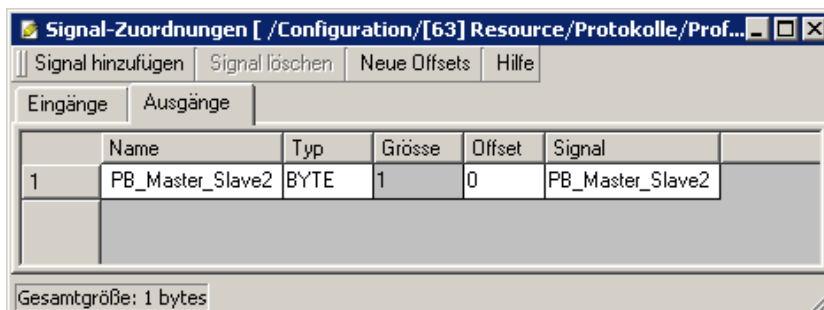 Signal-Zuordnungen [ /Configuration/[63] Resource/Protokolle/Prof...
Signal hinzufügen Signal löschen Neue Offsets Hilfe
Eingänge Ausgänge
Name Typ Grösse Offset Signal
1 PB_Master_Slave2 BYTE 1 0 PB_Master_Slave2
Gesamtgröße: 1 bytes